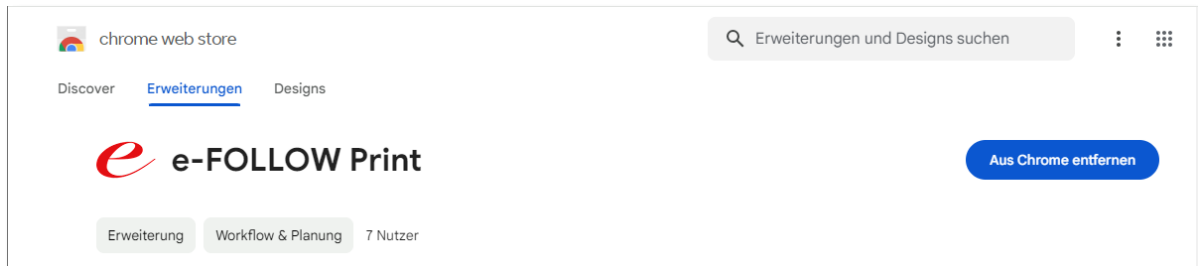 chrome web store
Erweiterungen und Designs suchen
Discover Erweiterungen Designs
e e-FOLLOW Print
Aus Chrome entfernen
Erweiterung Workflow & Planung 7 Nutzer